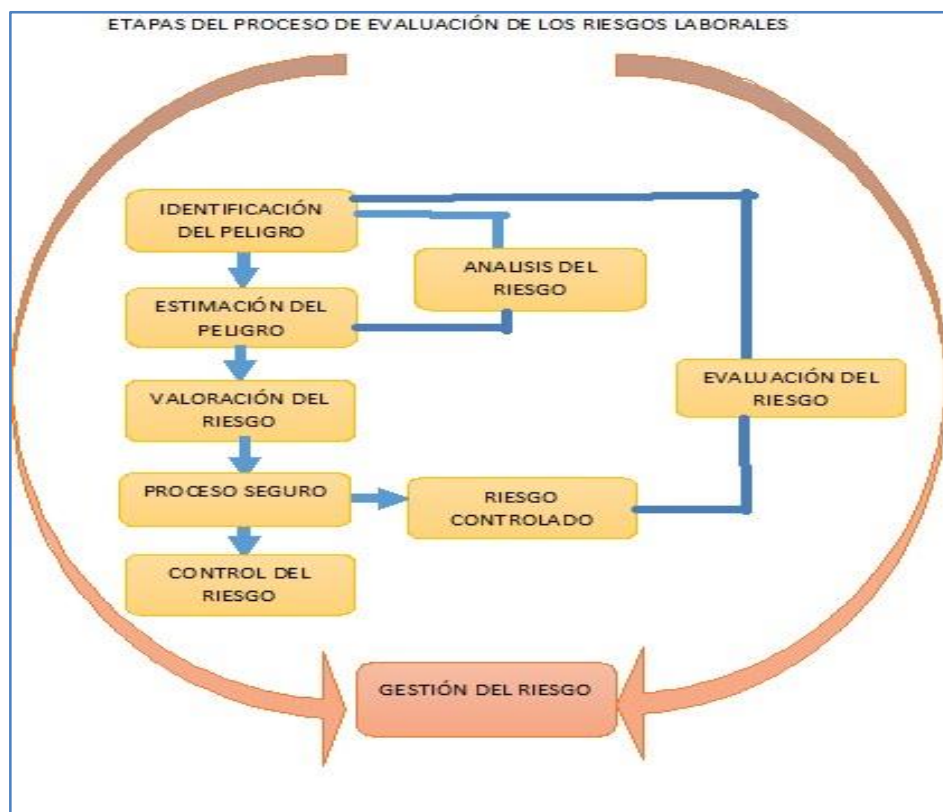 ETAPAS DEL PROCESO DE EVALUACIÓN DE LOS RIESGOS LABORALES
IDENTIFICACIÓN
DEL PELIGRO
ANALISIS DEL
RIESGO
ESTIMACIÓN DEL
PELIGRO
EVALUACIÓN DEL
RIESGO
VALORACIÓN DEL
RIESGO
PROCESO SEGURO
RIESGO
CONTROLADO
CONTROL DEL
RIESGO
GESTIÓN DEL RIESGO